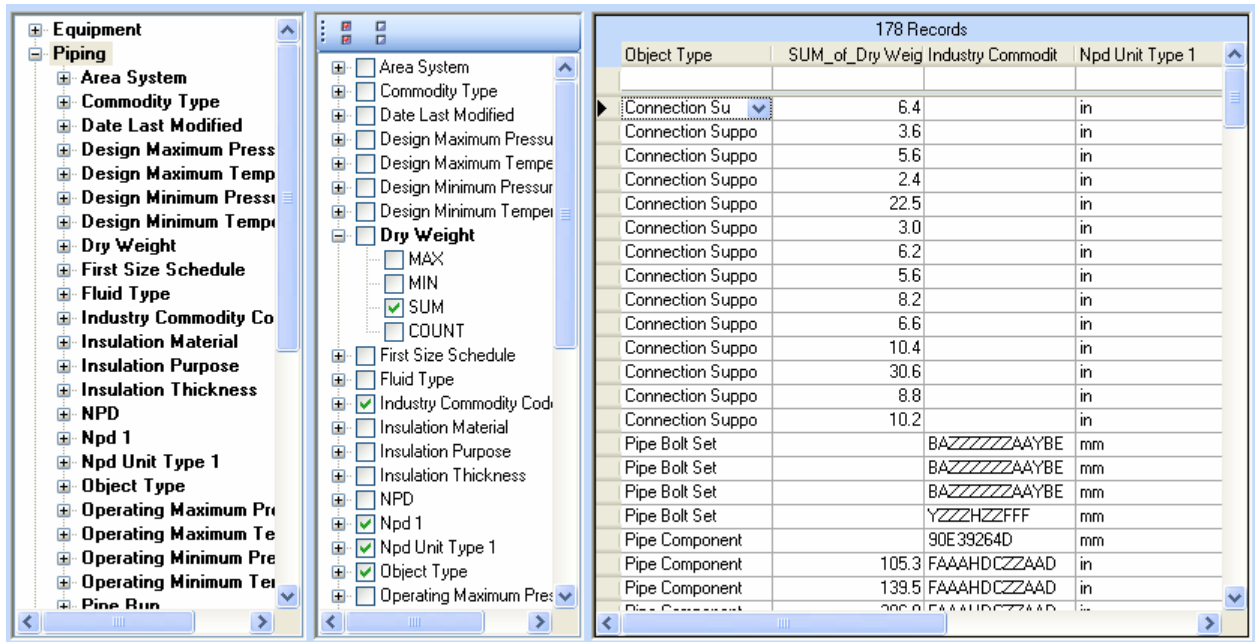 Equipment
Piping
Area System
Commodity Type
Date Last Modified
Design Maximum Press
Design Maximum Temp
Design Minimum Press
Design Minimum Temp
Dry Weight
First Size Schedule
Fluid Type
Industry Commodity Co
Insulation Material
Insulation Purpose
Insulation Thickness
NPD
Npd 1
Npd Unit Type 1
Object Type
Operating Maximum Pr
Operating Maximum Te
Operating Minimum Pre
Operating Minimum Te
Pipe Run
Area System
Commodity Type
Date Last Modified
Design Maximum Pressu
Design Maximum Tempe
Design Minimum Pressur
Design Minimum Temper
Dry Weight
MAX
MIN
SUM
COUNT
First Size Schedule
Fluid Type
Industry Commodity Code
Insulation Material
Insulation Purpose
Insulation Thickness
NPD
Npd 1
Npd Unit Type 1
Object Type
Operating Maximum Pres
178 Records
Object Type SUM_of_Dry Weig Industry Commodit Npd Unit Type 1
Connection Su 6.4 in
Connection Suppo 3.6 in
Connection Suppo 5.6 in
Connection Suppo 2.4 in
Connection Suppo 22.5 in
Connection Suppo 3.0 in
Connection Suppo 6.2 in
Connection Suppo 5.6 in
Connection Suppo 8.2 in
Connection Suppo 6.6 in
Connection Suppo 10.4 in
Connection Suppo 30.6 in
Connection Suppo 8.8 in
Connection Suppo 10.2 in
Pipe Bolt Set BAZZZZZZAAYBE mm
Pipe Bolt Set BAZZZZZZAAYBE mm
Pipe Bolt Set BAZZZZZZAAYBE mm
Pipe Bolt Set YZZZHZZFFF mm
Pipe Component 90E39264D mm
Pipe Component 105.3 FAAAHDCZZAAD in
Pipe Component 139.5 FAAAHDCZZAAD in